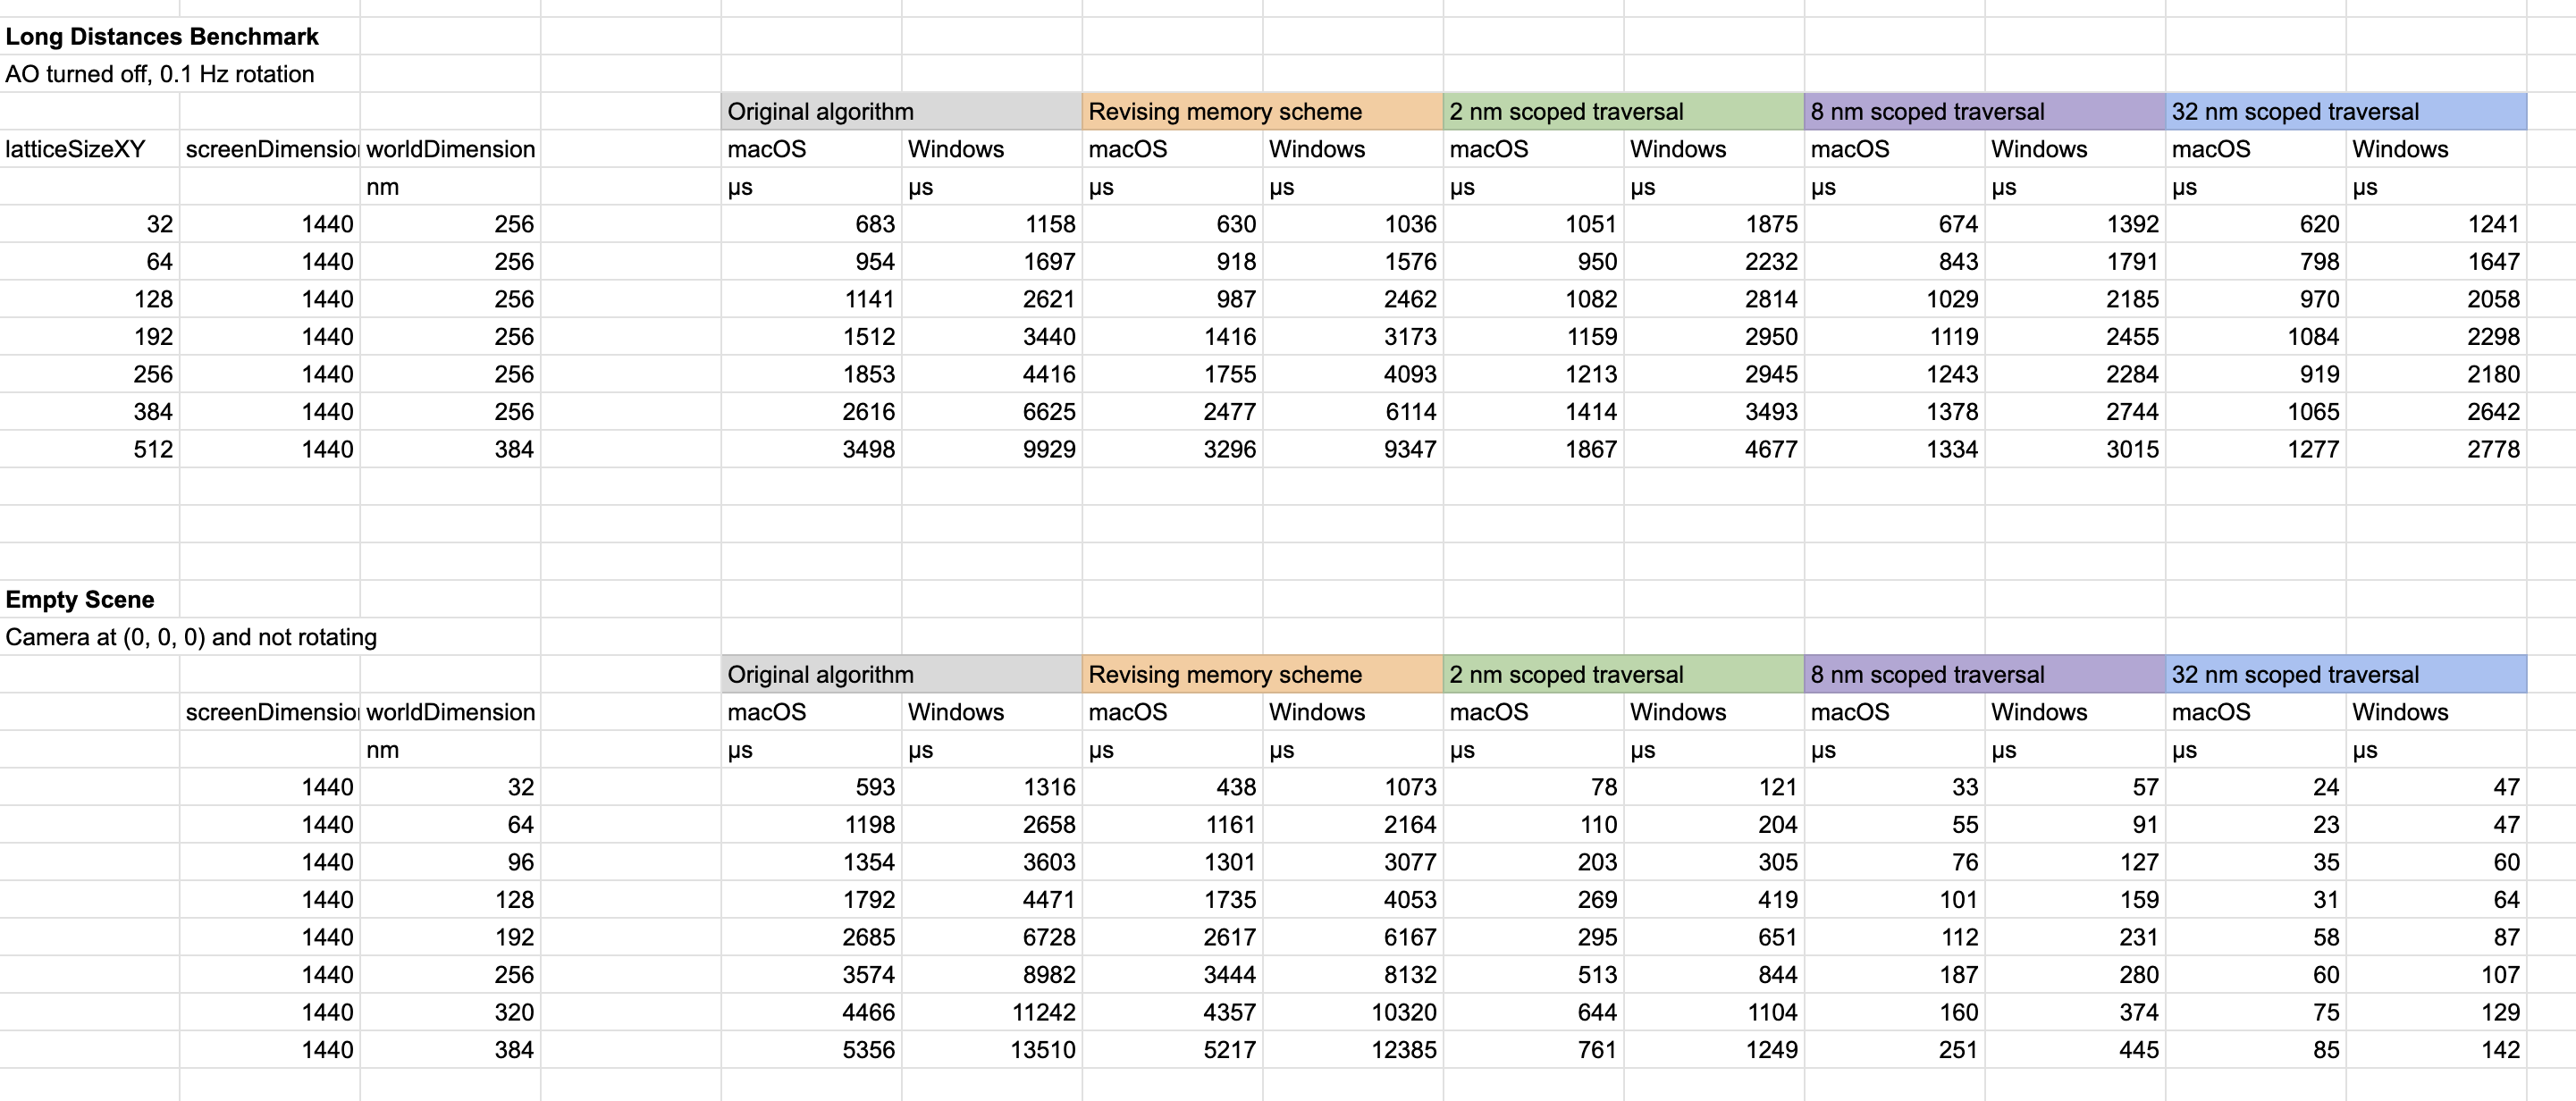 Long Distances Benchmark
AO turned off, 0.1 Hz rotation
Original algorithm Revising memory scheme 2 nm scoped traversal 8 nm scoped traversal 32 nm scoped traversal
latticeSizeXY screenDimensio worldDimension macOS Windows macOS Windows macOS Windows macOS Windows macOS Windows
nm µs µs µs µs µs µs µs µs µs µs
32 1440 256 683 1158 630 1036 1051 1875 674 1392 620 1241
64 1440 256 954 1697 918 1576 950 2232 843 1791 798 1647
128 1440 256 1141 2621 987 2462 1082 2814 1029 2185 970 2058
192 1440 256 1512 3440 1416 3173 1159 2950 1119 2455 1084 2298
256 1440 256 1853 4416 1755 4093 1213 2945 1243 2284 919 2180
384 1440 256 2616 6625 2477 6114 1414 3493 1378 2744 1065 2642
512 1440 384 3498 9929 3296 9347 1867 4677 1334 3015 1277 2778
Empty Scene
Camera at (0, 0, 0) and not rotating
Original algorithm Revising memory scheme 2 nm scoped traversal 8 nm scoped traversal 32 nm scoped traversal
screenDimensio worldDimension macOS Windows macOS Windows macOS Windows macOS Windows macOS Windows
nm µs µs µs µs µs µs µs µs µs µs
1440 32 593 1316 438 1073 78 121 33 57 24 47
1440 64 1198 2658 1161 2164 110 204 55 91 23 47
1440 96 1354 3603 1301 3077 203 305 76 127 35 60
1440 128 1792 4471 1735 4053 269 419 101 159 31 64
1440 192 2685 6728 2617 6167 295 651 112 231 58 87
1440 256 3574 8982 3444 8132 513 844 187 280 60 107
1440 320 4466 11242 4357 10320 644 1104 160 374 75 129
1440 384 5356 13510 5217 12385 761 1249 251 445 85 142